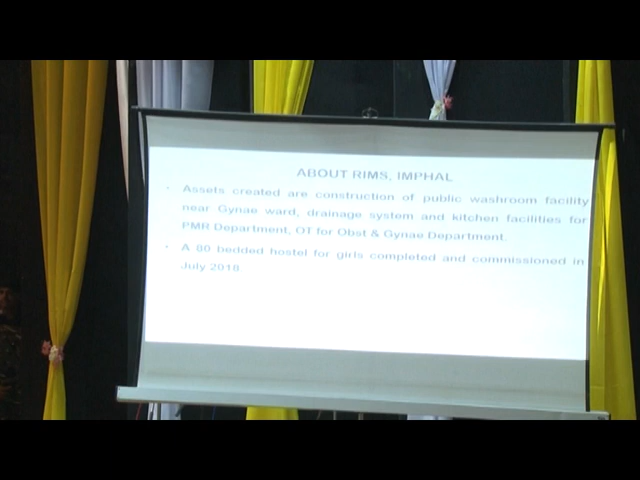 ABOUT RIMS, IMPHAL
• Assets created are construction of public washroom facility
near Gynae ward, drainage system and kitchen facilities for
PMR Department, OT for Obst & Gynae Department.
• A 80 bedded hostel for girls completed and commissioned in
July 2018